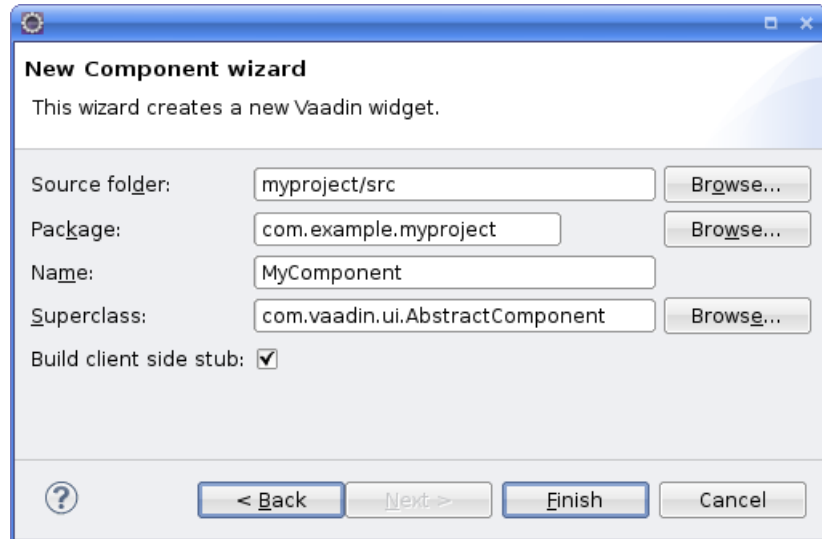 New Component wizard
This wizard creates a new Vaadin widget.
Source folder: myproject/src Browse...
Package: com.example.myproject Browse...
Name: MyComponent
Superclass: com.vaadin.ui.AbstractComponent Browse...
Build client side stub:
< Back Next > Finish Cancel